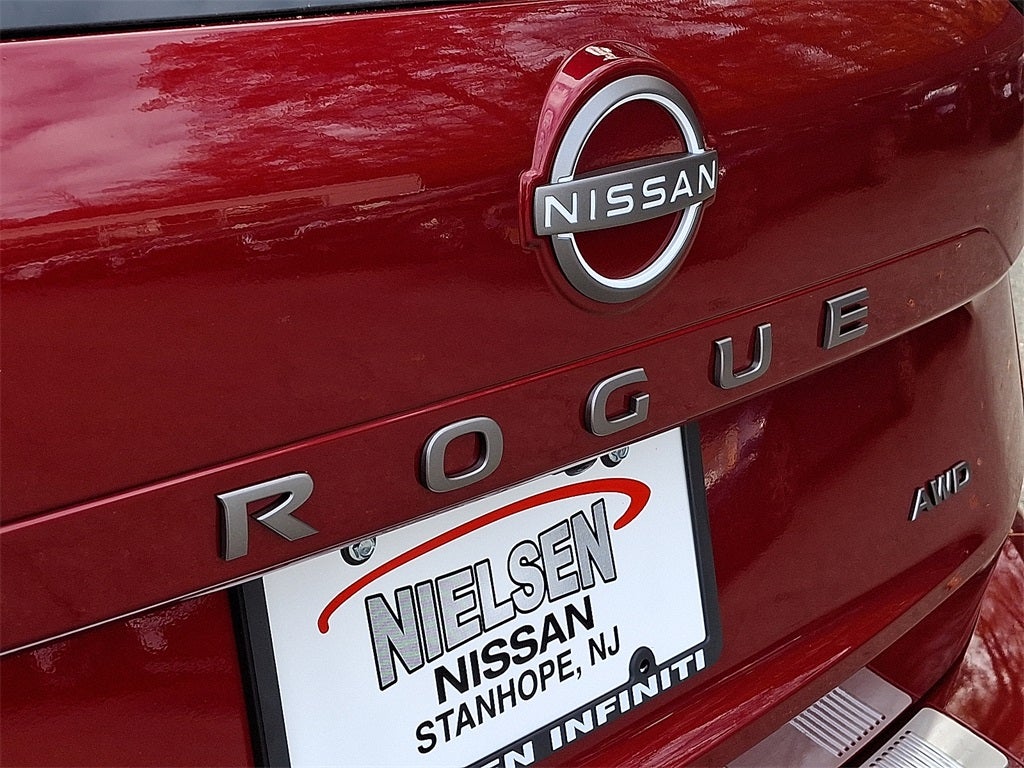 NISSAN
ROGUE
AWD
NIELSEN
NISSAN
STANHOPE, NJ
INFINITI